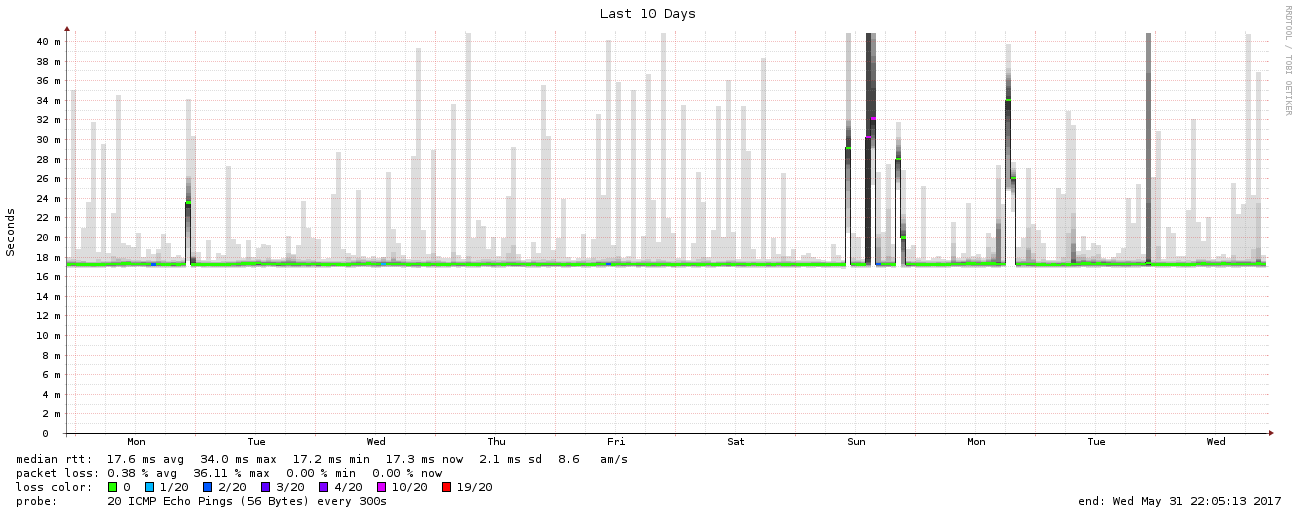 Last 10 Days
RRDTOOL / TOBI OETIKER
Seconds
40 m
38 m
36 m
34 m
32 m
30 m
28 m
26 m
24 m
22 m
20 m
18 m
16 m
14 m
12 m
10 m
8 m
6 m
4 m
2 m
0
Mon Tue Wed Thu Fri Sat Sun Mon Tue Wed
median rtt: 17.6 ms avg 34.0 ms max 17.2 ms min 17.3 ms now 2.1 ms sd 8.6 am/s
packet loss: 0.38 % avg 36.11 % max 0.00 % min 0.00 % now
loss color: 0 1/20 2/20 3/20 4/20 10/20 19/20
probe: 20 ICMP Echo Pings (56 Bytes) every 300s end: Wed May 31 22:05:13 2017